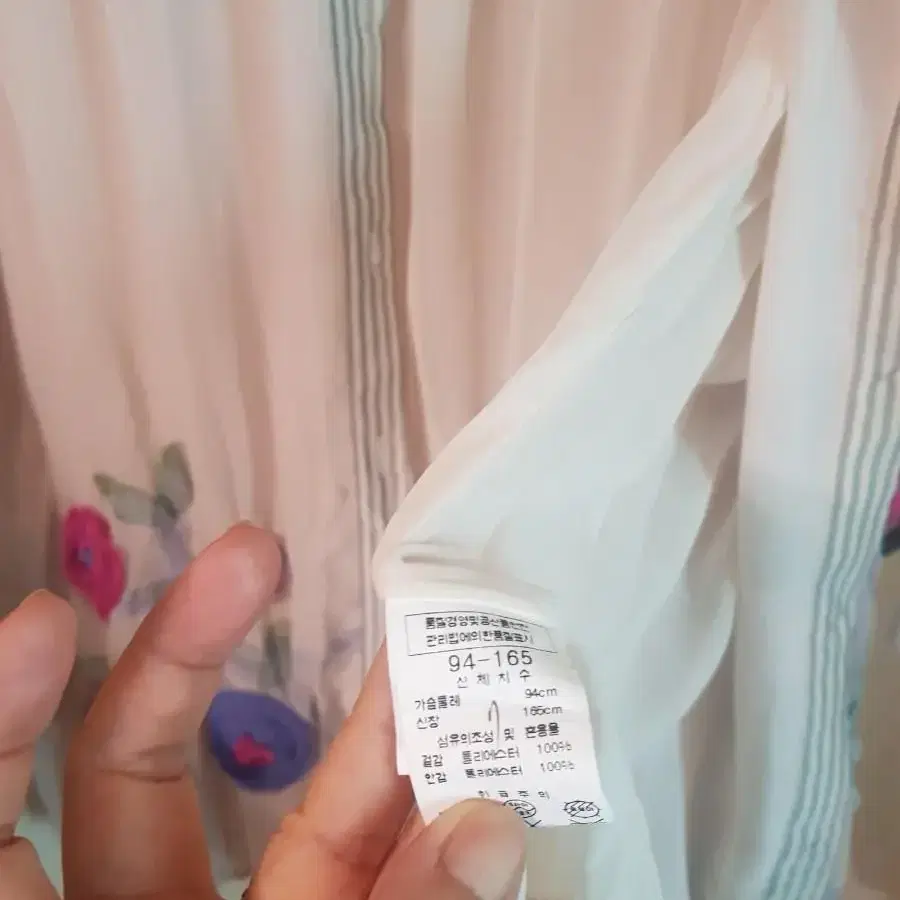 품질경영및공산품안전
관리법에의한품질표시
94-165
신 체 치 수
가슴둘레 94cm
신장 165cm
섬유의조성 및 혼용율
겉감 폴리에스터 100%
안감 폴리에스터 100%
취 급 주 의